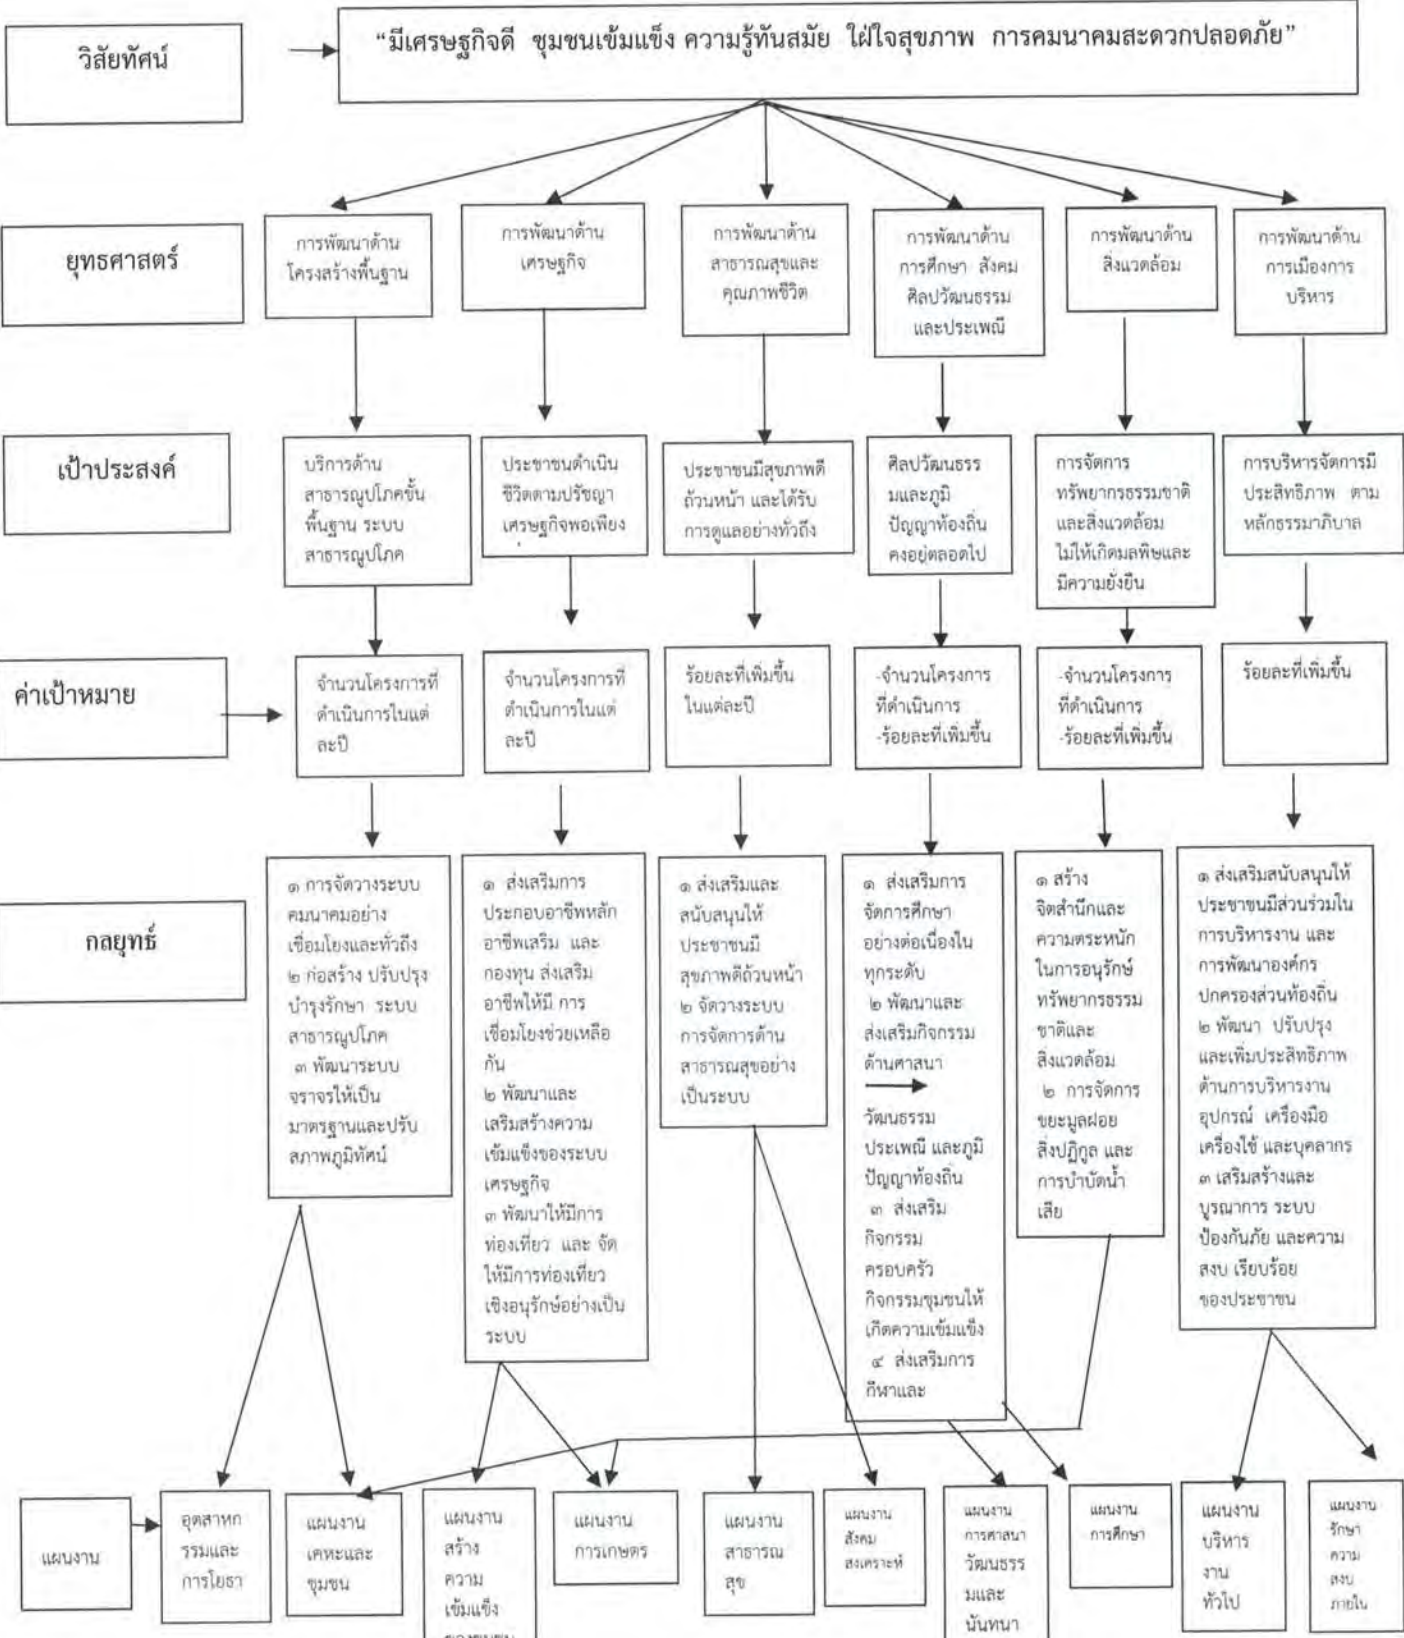 วิสัยทัศน์
“มีเศรษฐกิจดี ชุมชนเข้มแข็ง ความรู้ทันสมัย ใฝ่ใจสุขภาพ การคมนาคมสะดวกปลอดภัย”
ยุทธศาสตร์
การพัฒนาด้าน
โครงสร้างพื้นฐาน
การพัฒนาด้าน
เศรษฐกิจ
การพัฒนาด้าน
สาธารณสุขและ
คุณภาพชีวิต
การพัฒนาด้าน
การศึกษา สังคม
ศิลปวัฒนธรรม
และประเพณี
การพัฒนาด้าน
สิ่งแวดล้อม
การพัฒนาด้าน
การเมืองการ
บริหาร
เป้าประสงค์
บริการด้าน
สาธารณูปโภคขั้น
พื้นฐาน ระบบ
สาธารณูปโภค
ประชาชนดำเนิน
ชีวิตตามปรัชญา
เศรษฐกิจพอเพียง
ประชาชนมีสุขภาพดี
ถ้วนหน้า และได้รับ
การดูแลอย่างทั่วถึง
ศิลปวัฒนธรร
มและภูมิ
ปัญญาท้องถิ่น
คงอยู่ตลอดไป
การจัดการ
ทรัพยากรธรรมชาติ
และสิ่งแวดล้อม
ไม่ให้เกิดมลพิษและ
มีความยั่งยืน
การบริหารจัดการมี
ประสิทธิภาพ ตาม
หลักธรรมาภิบาล
ค่าเป้าหมาย
จำนวนโครงการที่
ดำเนินการในแต่
ละปี
จำนวนโครงการที่
ดำเนินการในแต่
ละปี
ร้อยละที่เพิ่มขึ้น
ในแต่ละปี
-จำนวนโครงการ
ที่ดำเนินการ
-ร้อยละที่เพิ่มขึ้น
-จำนวนโครงการ
ที่ดำเนินการ
-ร้อยละที่เพิ่มขึ้น
ร้อยละที่เพิ่มขึ้น
กลยุทธ์
๑ การจัดวางระบบ
คมนาคมอย่าง
เชื่อมโยงและทั่วถึง
๒ ก่อสร้าง ปรับปรุง
บำรุงรักษา ระบบ
สาธารณูปโภค
๓ พัฒนาระบบ
จราจรให้เป็น
มาตรฐานและปรับ
สภาพภูมิทัศน์
๑ ส่งเสริมการ
ประกอบอาชีพหลัก
อาชีพเสริม และ
กองทุน ส่งเสริม
อาชีพให้มี การ
เชื่อมโยงช่วยเหลือ
กัน
๒ พัฒนาและ
เสริมสร้างความ
เข้มแข็งของระบบ
เศรษฐกิจ
๓ พัฒนาให้มีการ
ท่องเที่ยว และ จัด
ให้มีการท่องเที่ยว
เชิงอนุรักษ์อย่างเป็น
ระบบ
๑ ส่งเสริมและ
สนับสนุนให้
ประชาชนมี
สุขภาพดีถ้วนหน้า
๒ จัดวางระบบ
การจัดการด้าน
สาธารณสุขอย่าง
เป็นระบบ
๑ ส่งเสริมการ
จัดการศึกษา
อย่างต่อเนื่องใน
ทุกระดับ
๒ พัฒนาและ
ส่งเสริมกิจกรรม
ด้านศาสนา
วัฒนธรรม
ประเพณี และภูมิ
ปัญญาท้องถิ่น
๓ ส่งเสริม
กิจกรรม
ครอบครัว
กิจกรรมชุมชนให้
เกิดความเข้มแข็ง
๔ ส่งเสริมการ
กีฬาและ
๑ สร้าง
จิตสำนึกและ
ความตระหนัก
ในการอนุรักษ์
ทรัพยากรธรรม
ชาติและ
สิ่งแวดล้อม
๒ การจัดการ
ขยะมูลฝอย
สิ่งปฏิกูล และ
การบำบัดน้ำ
เสีย
๑ ส่งเสริมสนับสนุนให้
ประชาชนมีส่วนร่วมใน
การบริหารงาน และ
การพัฒนาองค์กร
ปกครองส่วนท้องถิ่น
๒ พัฒนา ปรับปรุง
และเพิ่มประสิทธิภาพ
ด้านการบริหารงาน
อุปกรณ์ เครื่องมือ
เครื่องใช้ และบุคลากร
๓ เสริมสร้างและ
บูรณาการ ระบบ
ป้องกันภัย และความ
สงบ เรียบร้อย
ของประชาชน
แผนงาน
อุตสาหก
รรมและ
การโยธา
แผนงาน
เคหะและ
ชุมชน
แผนงาน
สร้าง
ความ
เข้มแข็ง
แผนงาน
การเกษตร
แผนงาน
สาธารณ
สุข
แผนงาน
สังคม
สงเคราะห์
แผนงาน
การศาสนา
วัฒนธรร
มและ
นันทนา
แผนงาน
การศึกษา
แผนงาน
บริหาร
งาน
ทั่วไป
แผนงาน
รักษา
ความ
สงบ
ภายใน